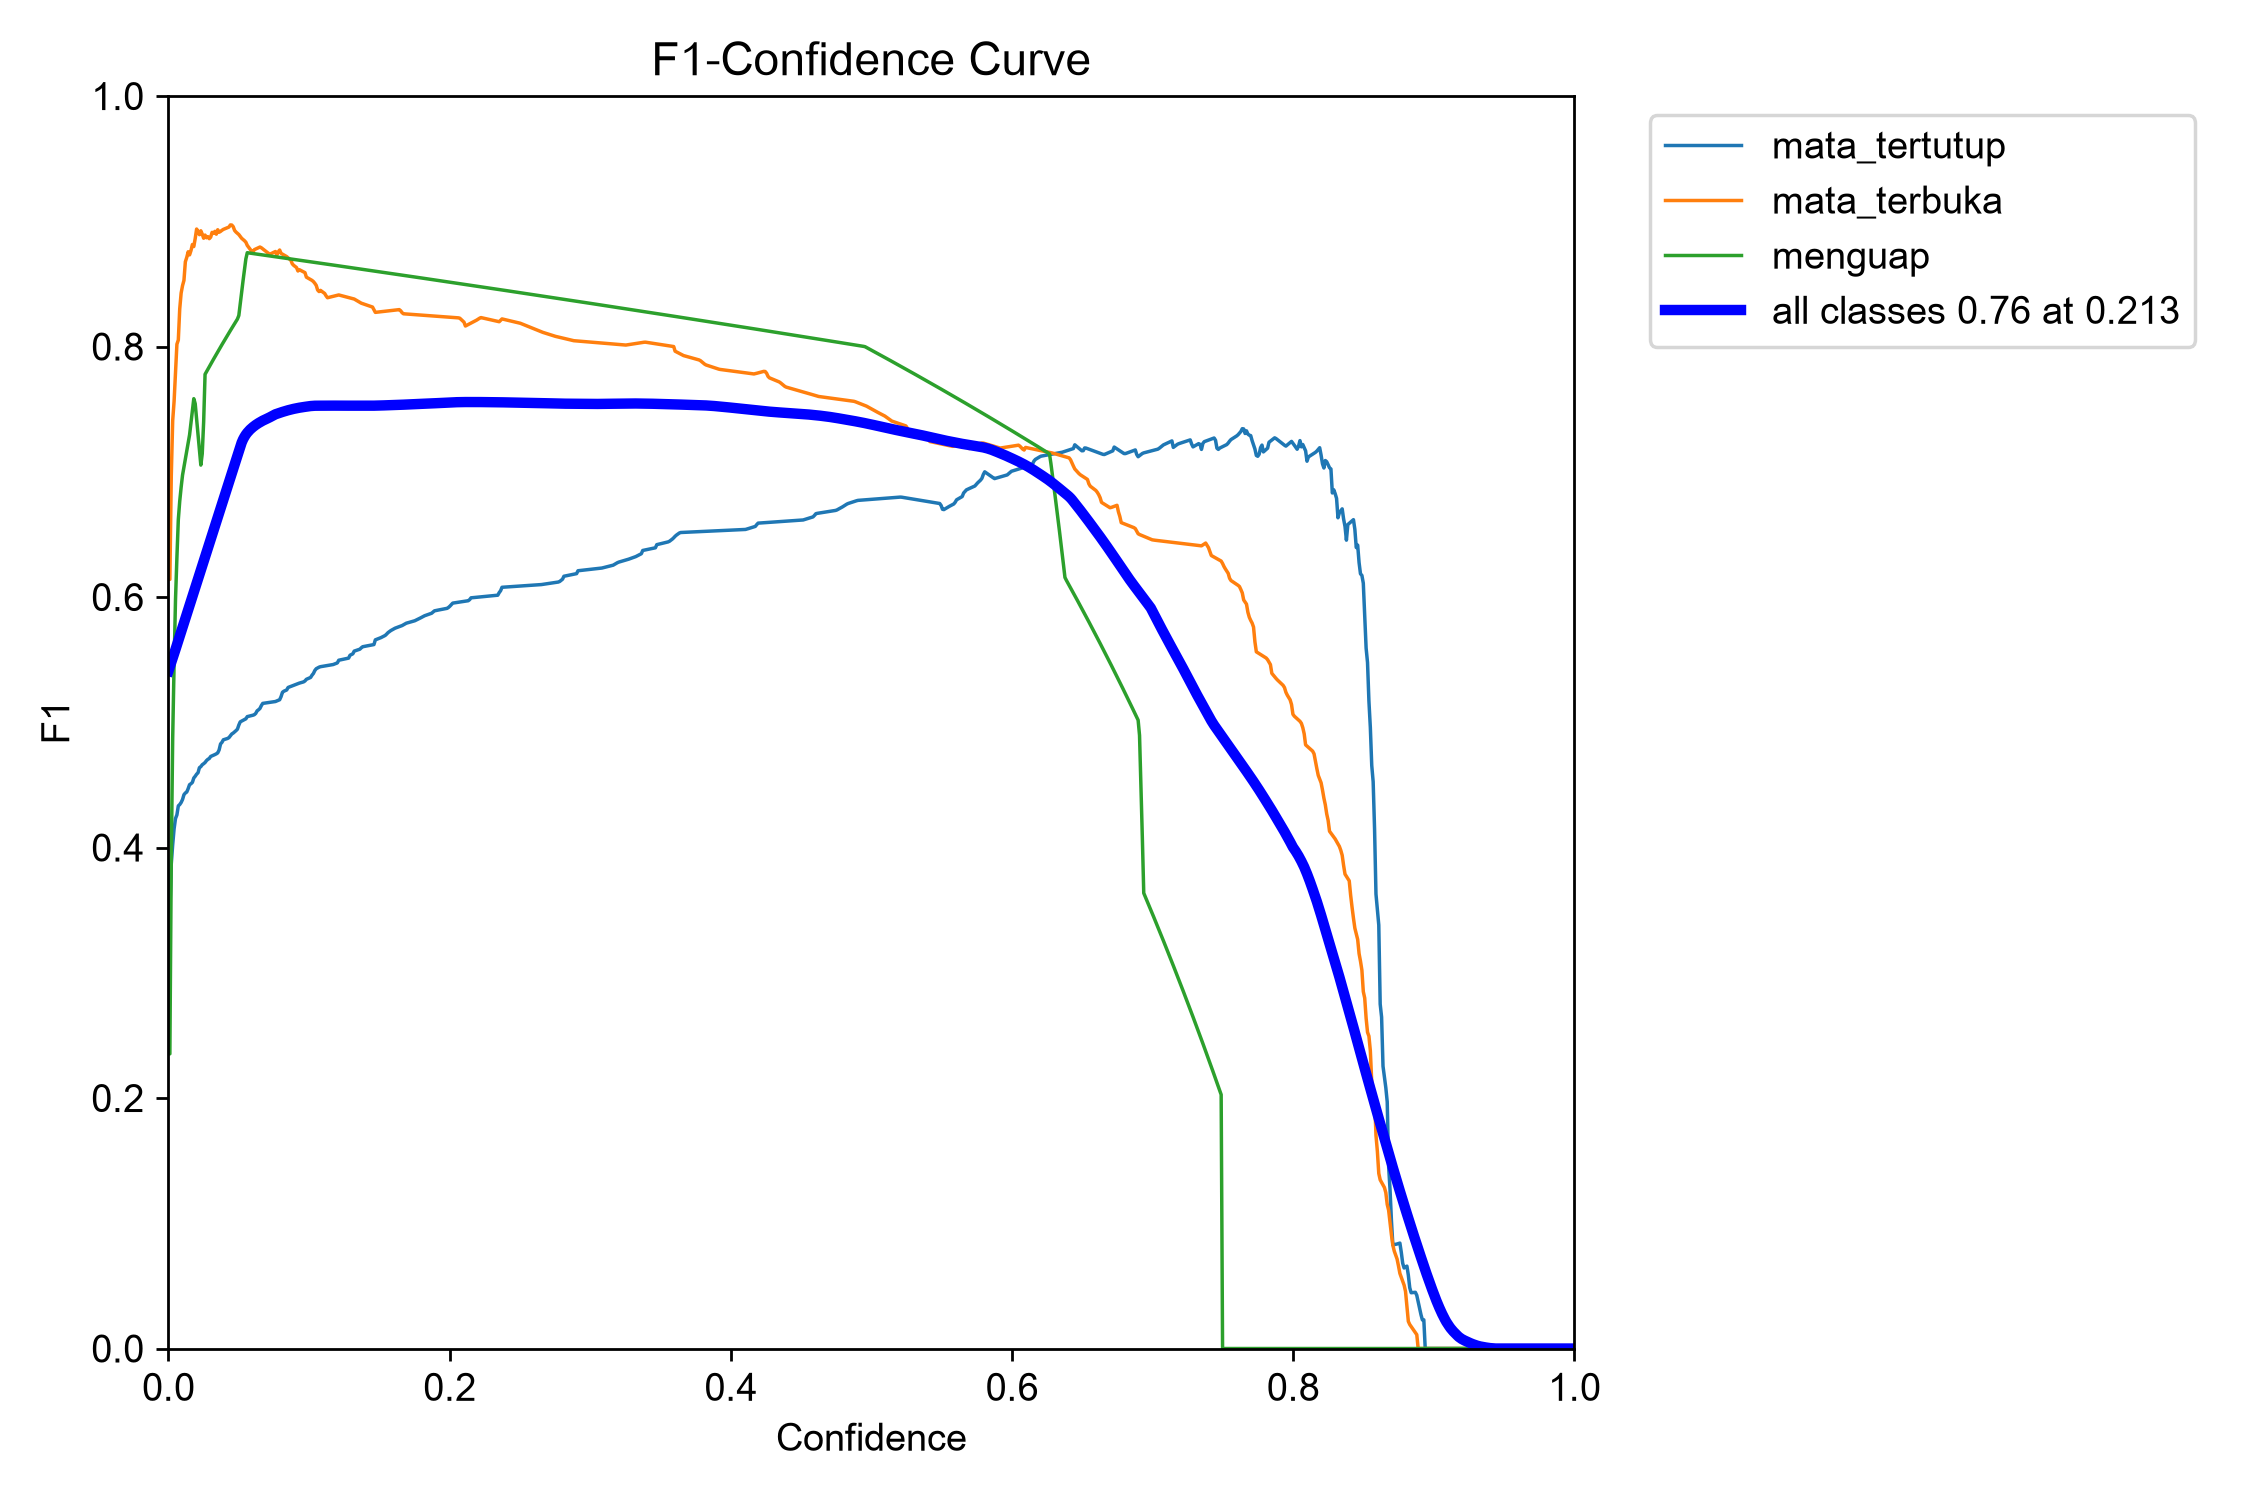 F1-Confidence Curve
1.0
0.8
0.6
0.4
0.2
0.0
F1
0.0 0.2 0.4 0.6 0.8 1.0
Confidence
mata_tertutup
mata_terbuka
menguap
all classes 0.76 at 0.213